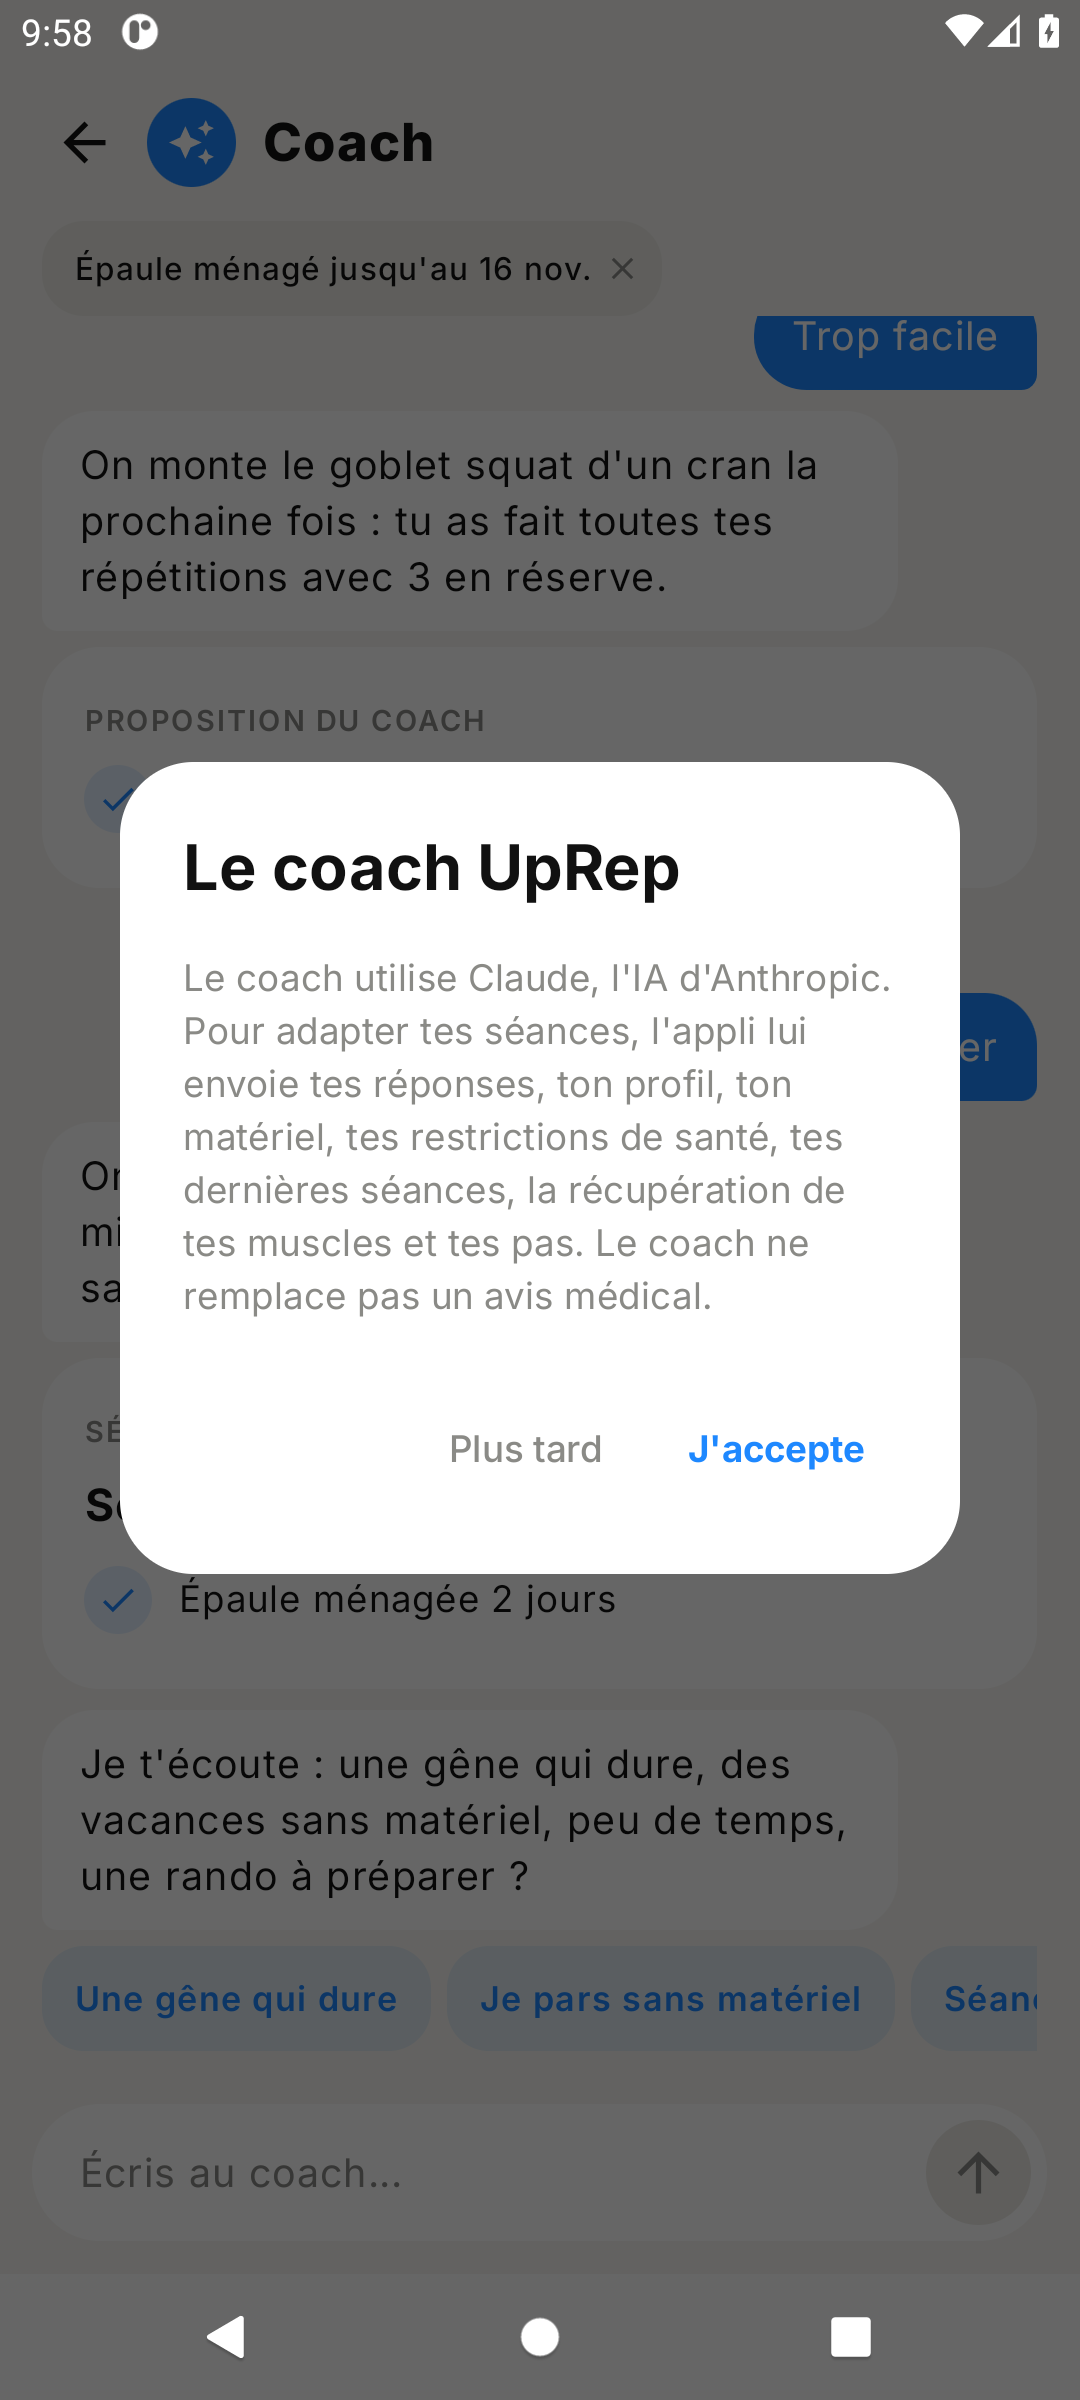 9:58
Coach
Épaule ménagé jusqu'au 16 nov.
Trop facile
On monte le goblet squat d'un cran la
prochaine fois : tu as fait toutes tes
répétitions avec 3 en réserve.
PROPOSITION DU COACH
Le coach UpRep
Le coach utilise Claude, l'IA d'Anthropic.
Pour adapter tes séances, l'appli lui
envoie tes réponses, ton profil, ton
matériel, tes restrictions de santé, tes
dernières séances, la récupération de
tes muscles et tes pas. Le coach ne
remplace pas un avis médical.
Plus tard
J'accepte
Épaule ménagée 2 jours
Je t'écoute : une gêne qui dure, des
vacances sans matériel, peu de temps,
une rando à préparer ?
Une gêne qui dure
Je pars sans matériel
Écris au coach...